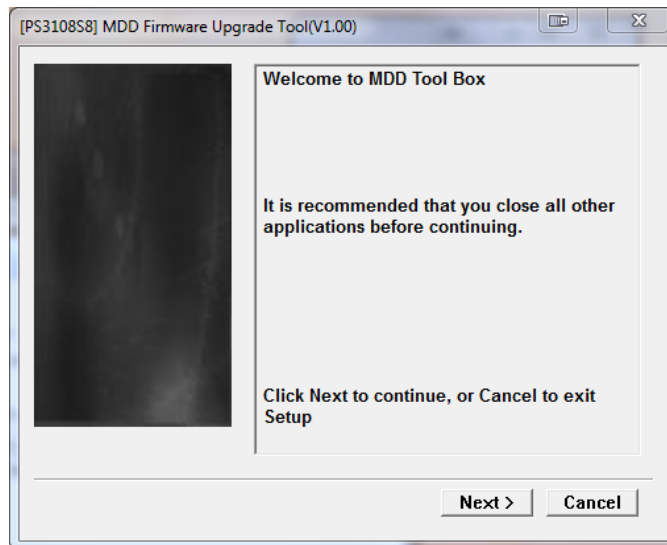 [PS3108S8] MDD Firmware Upgrade Tool(V1.00)
Welcome to MDD Tool Box
It is recommended that you close all other
applications before continuing.
Click Next to continue, or Cancel to exit
Setup
Next >
Cancel